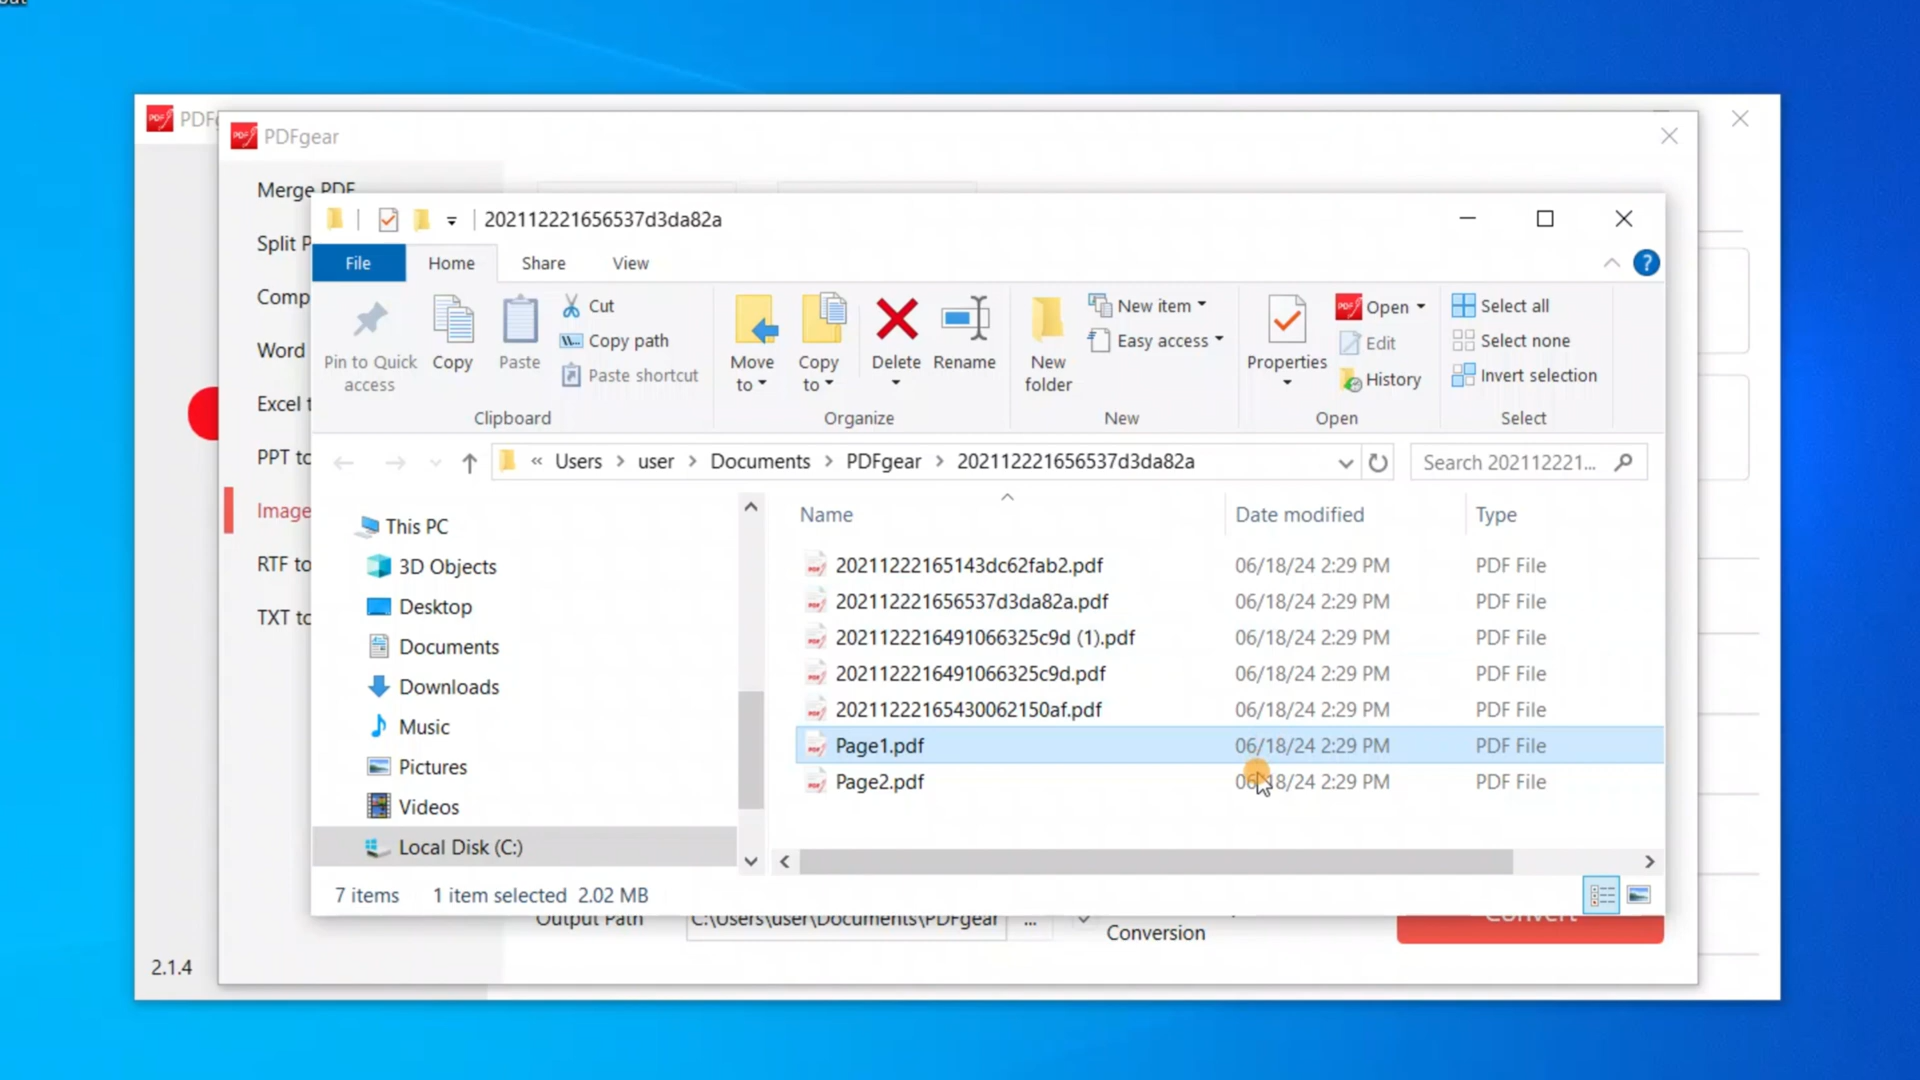 PDFgear
Merge PDF
Split P
Comp
Word
Excel t
PPT to
Image
RTF to
TXT to
2.1.4
202112221656537d3da82a
File Home Share View
Pin to Quick access
Copy
Paste
Cut
Copy path
Paste shortcut
Clipboard
Move to
Copy to
Delete
Rename
Organize
New folder
New item
Easy access
New
Properties
Open
Edit
History
Open
Select all
Select none
Invert selection
Select
« Users > user > Documents > PDFgear > 202112221656537d3da82a
Search 202112221...
This PC
3D Objects
Desktop
Documents
Downloads
Music
Pictures
Videos
Local Disk (C:)
Name Date modified Type
20211222165143dc62fab2.pdf 06/18/24 2:29 PM PDF File
202112221656537d3da82a.pdf 06/18/24 2:29 PM PDF File
2021122216491066325c9d (1).pdf 06/18/24 2:29 PM PDF File
2021122216491066325c9d.pdf 06/18/24 2:29 PM PDF File
20211222165430062150af.pdf 06/18/24 2:29 PM PDF File
Page1.pdf 06/18/24 2:29 PM PDF File
Page2.pdf 06/18/24 2:29 PM PDF File
7 items 1 item selected 2.02 MB
Output Path C:\Users\user\Documents\PDFgear ...
Conversion
Convert